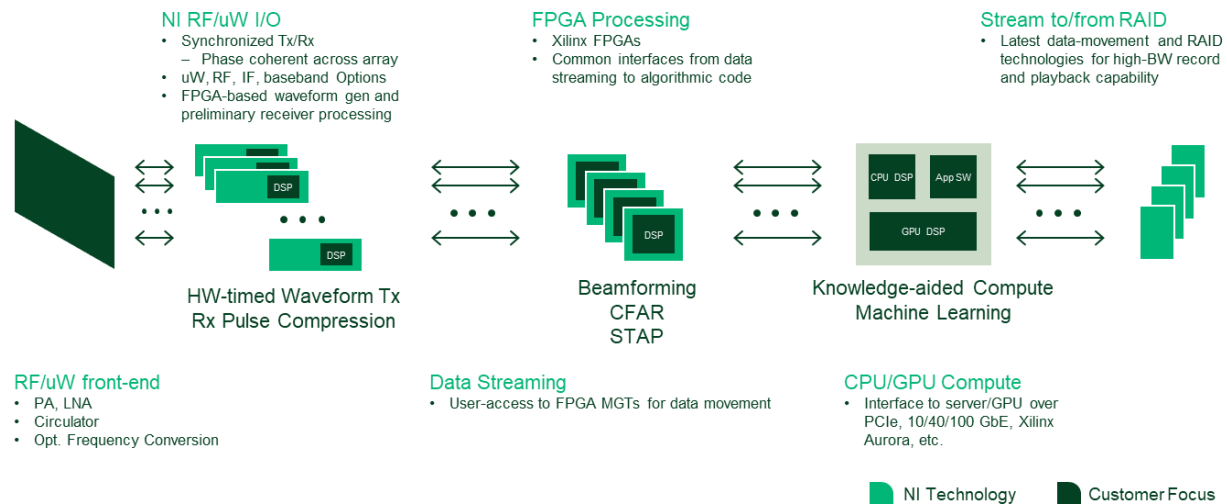 NI RF/uW I/O
• Synchronized Tx/Rx
– Phase coherent across array
• uW, RF, IF, baseband Options
• FPGA-based waveform gen and
preliminary receiver processing
FPGA Processing
• Xilinx FPGAs
• Common interfaces from data
streaming to algorithmic code
Stream to/from RAID
• Latest data-movement and RAID
technologies for high-BW record
and playback capability
DSP
DSP
HW-timed Waveform Tx
Rx Pulse Compression
DSP
Beamforming
CFAR
STAP
CPU DSP
App SW
GPU DSP
Knowledge-aided Compute
Machine Learning
RF/uW front-end
• PA, LNA
• Circulator
• Opt. Frequency Conversion
Data Streaming
• User-access to FPGA MGTs for data movement
CPU/GPU Compute
• Interface to server/GPU over
PCIe, 10/40/100 GbE, Xilinx
Aurora, etc.
NI Technology
Customer Focus